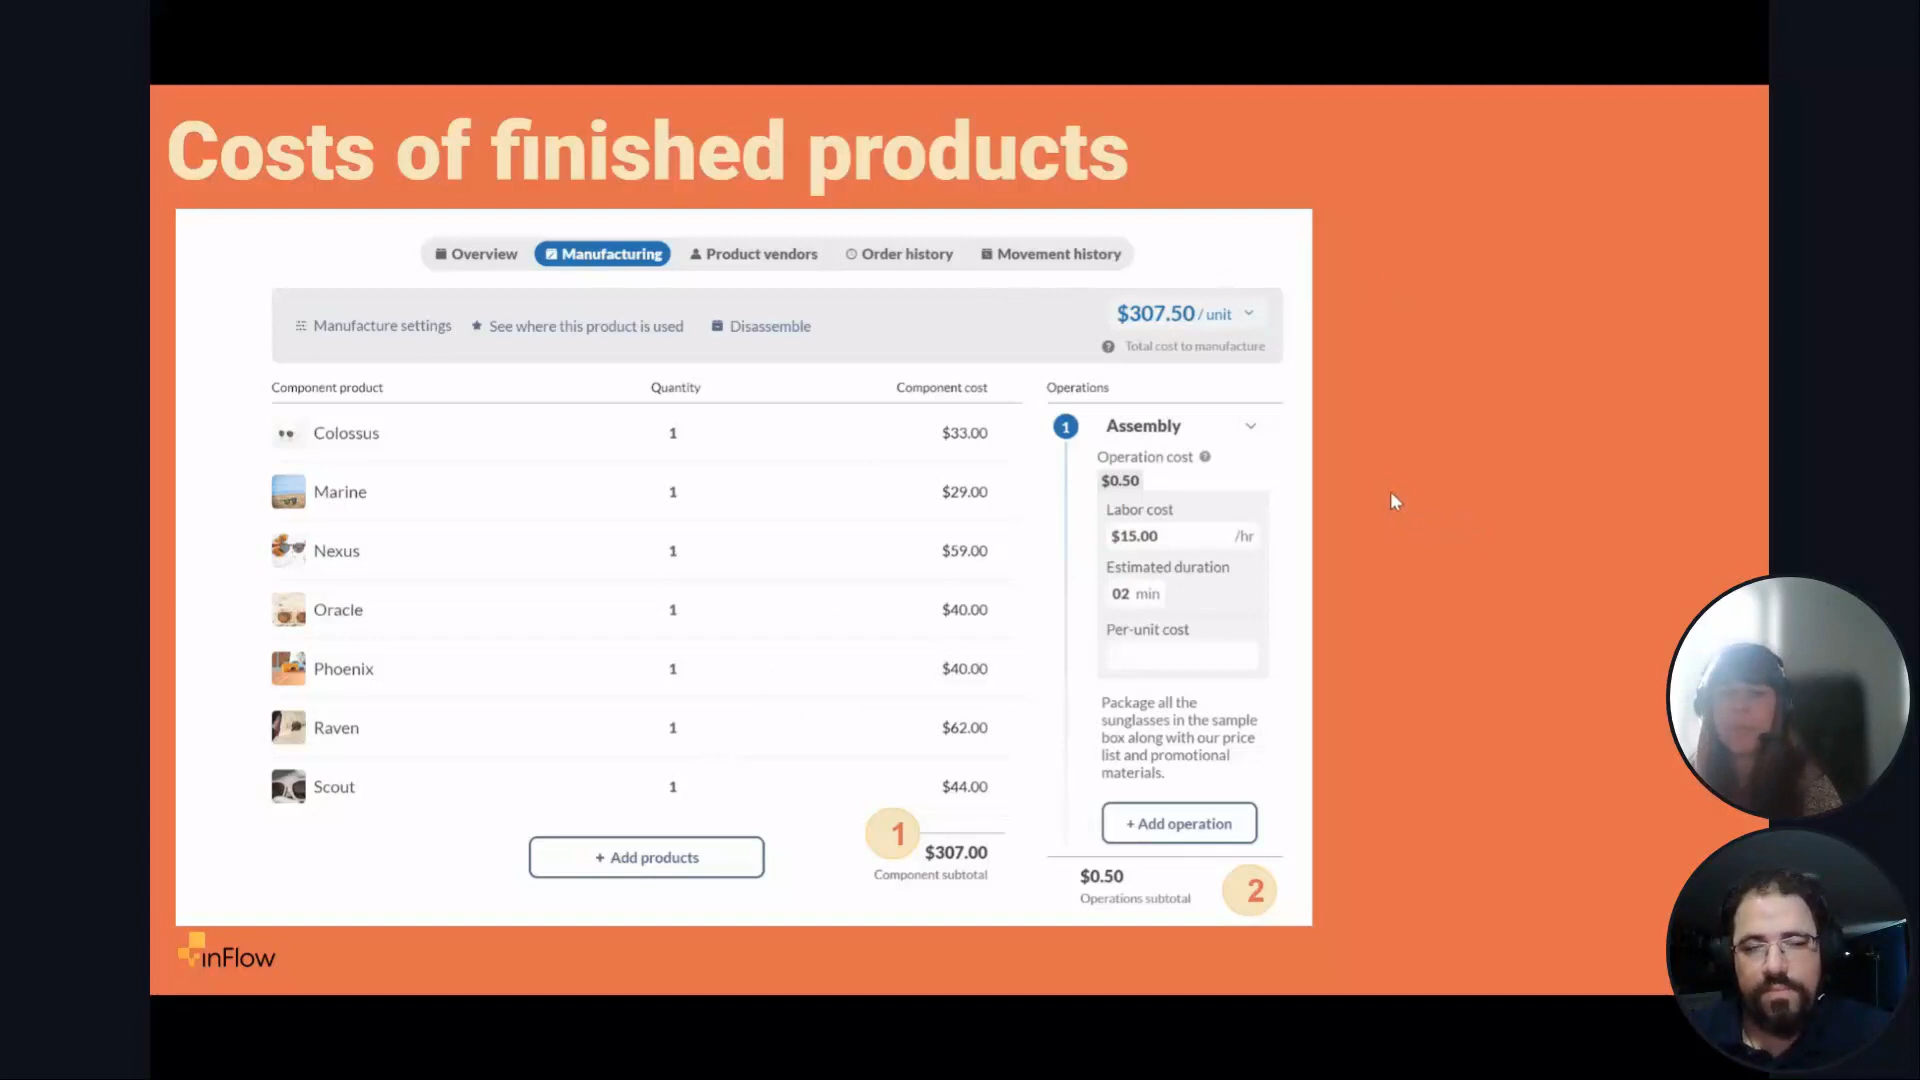 Costs of finished products
Overview
Manufacturing
Product vendors
Order history
Movement history
Manufacture settings
See where this product is used
Disassemble
$307.50 / unit
Total cost to manufacture
Component product Quantity Component cost
Colossus 1 $33.00
Marine 1 $29.00
Nexus 1 $59.00
Oracle 1 $40.00
Phoenix 1 $40.00
Raven 1 $62.00
Scout 1 $44.00
+ Add products
1
$307.00
Component subtotal
Operations
1 Assembly
Operation cost
$0.50
Labor cost
$15.00 /hr
Estimated duration
02 min
Per-unit cost
Package all the
sunglasses in the sample
box along with our price
list and promotional
materials.
+ Add operation
$0.50
Operations subtotal
2
inFlow